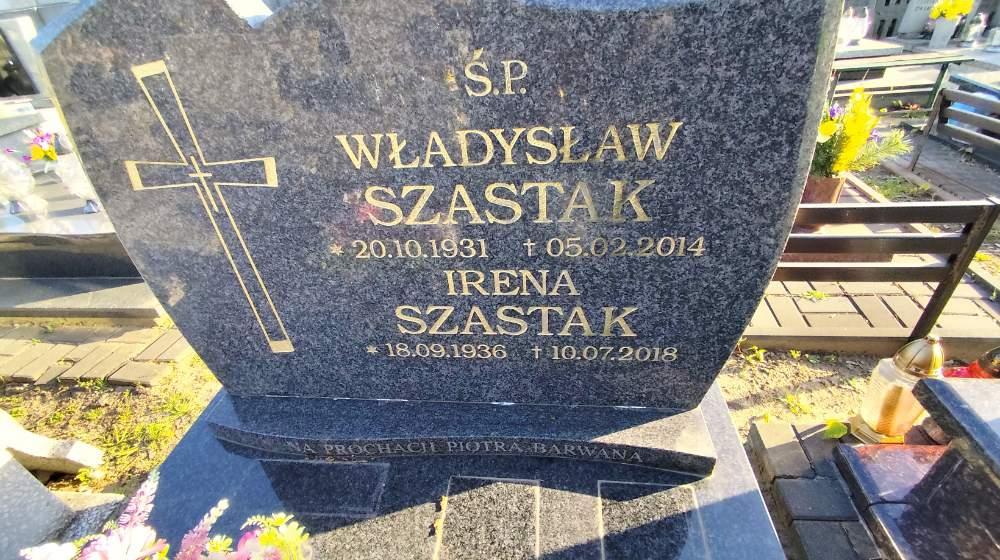 Ś.P.
WŁADYSŁAW
SZASTAK
* 20.10.1931 † 05.02.2014
IRENA
SZASTAK
* 18.09.1936 † 10.07.2018
NA PROCHACH PIOTRA BARWANA